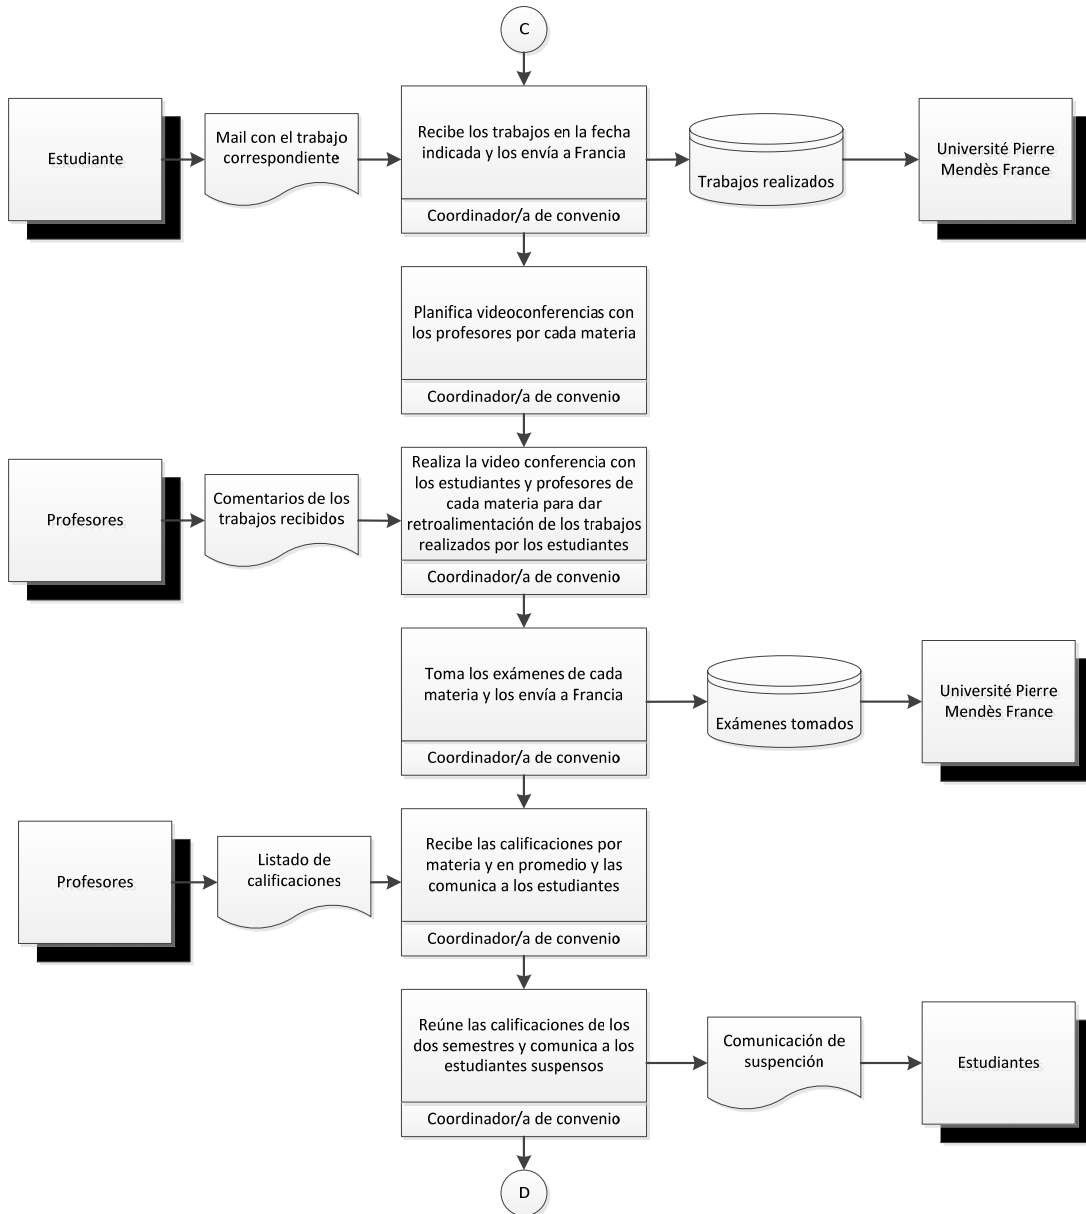 C
Estudiante
Mail con el trabajo
correspondiente
Recibe los trabajos en la fecha
indicada y los envía a Francia
Coordinador/a de convenio
Trabajos realizados
Université Pierre
Mendès France
Planifica videoconferencias con
los profesores por cada materia
Coordinador/a de convenio
Profesores
Comentarios de los
trabajos recibidos
Realiza la video conferencia con
los estudiantes y profesores de
cada materia para dar
retroalimentación de los trabajos
realizados por los estudiantes
Coordinador/a de convenio
Toma los exámenes de cada
materia y los envía a Francia
Coordinador/a de convenio
Exámenes tomados
Université Pierre
Mendès France
Profesores
Listado de
calificaciones
Recibe las calificaciones por
materia y en promedio y las
comunica a los estudiantes
Coordinador/a de convenio
Reúne las calificaciones de los
dos semestres y comunica a los
estudiantes suspensos
Coordinador/a de convenio
Comunicación de
suspención
Estudiantes
D